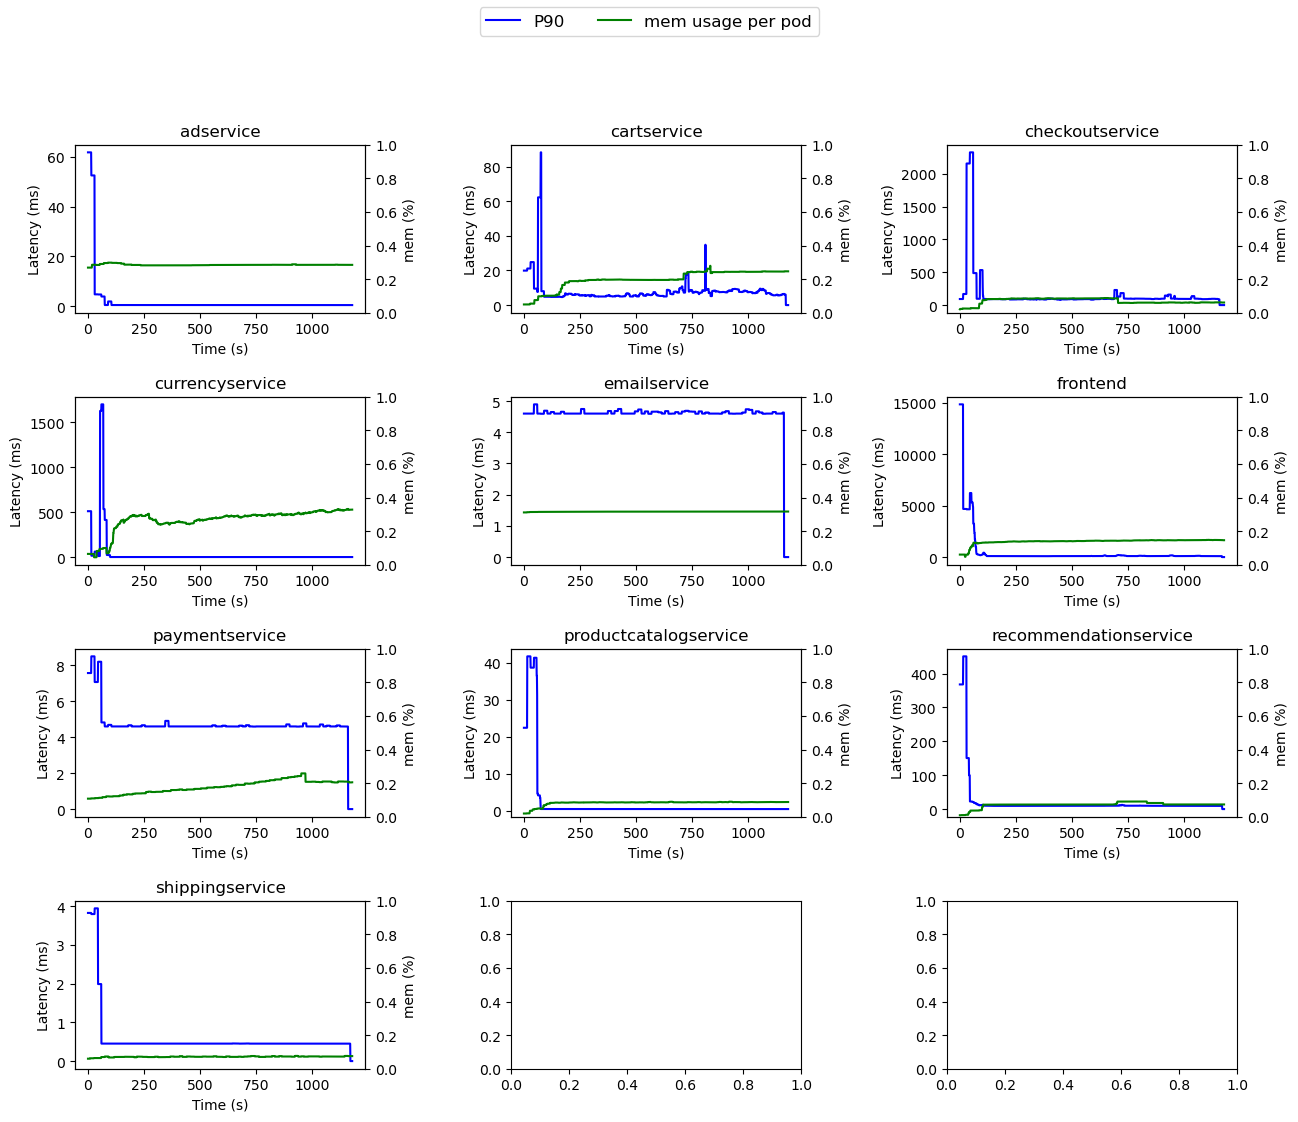 P90 mem usage per pod
adservice
60
40
20
0
Latency (ms)
1.0
0.8
0.6
0.4
0.2
0.0
mem (%)
0 250 500 750 1000
Time (s)
cartservice
80
60
40
20
0
Latency (ms)
1.0
0.8
0.6
0.4
0.2
0.0
mem (%)
0 250 500 750 1000
Time (s)
checkoutservice
2000
1500
1000
500
0
Latency (ms)
1.0
0.8
0.6
0.4
0.2
0.0
mem (%)
0 250 500 750 1000
Time (s)
currencyservice
1500
1000
500
0
Latency (ms)
1.0
0.8
0.6
0.4
0.2
0.0
mem (%)
0 250 500 750 1000
Time (s)
emailservice
5
4
3
2
1
0
Latency (ms)
1.0
0.8
0.6
0.4
0.2
0.0
mem (%)
0 250 500 750 1000
Time (s)
frontend
15000
10000
5000
0
Latency (ms)
1.0
0.8
0.6
0.4
0.2
0.0
mem (%)
0 250 500 750 1000
Time (s)
paymentservice
8
6
4
2
0
Latency (ms)
1.0
0.8
0.6
0.4
0.2
0.0
mem (%)
0 250 500 750 1000
Time (s)
productcatalogservice
40
30
20
10
0
Latency (ms)
1.0
0.8
0.6
0.4
0.2
0.0
mem (%)
0 250 500 750 1000
Time (s)
recommendationservice
400
300
200
100
0
Latency (ms)
1.0
0.8
0.6
0.4
0.2
0.0
mem (%)
0 250 500 750 1000
Time (s)
shippingservice
4
3
2
1
0
Latency (ms)
1.0
0.8
0.6
0.4
0.2
0.0
mem (%)
0 250 500 750 1000
Time (s)
1.0
0.8
0.6
0.4
0.2
0.0
0.0 0.2 0.4 0.6 0.8 1.0
1.0
0.8
0.6
0.4
0.2
0.0
0.0 0.2 0.4 0.6 0.8 1.0